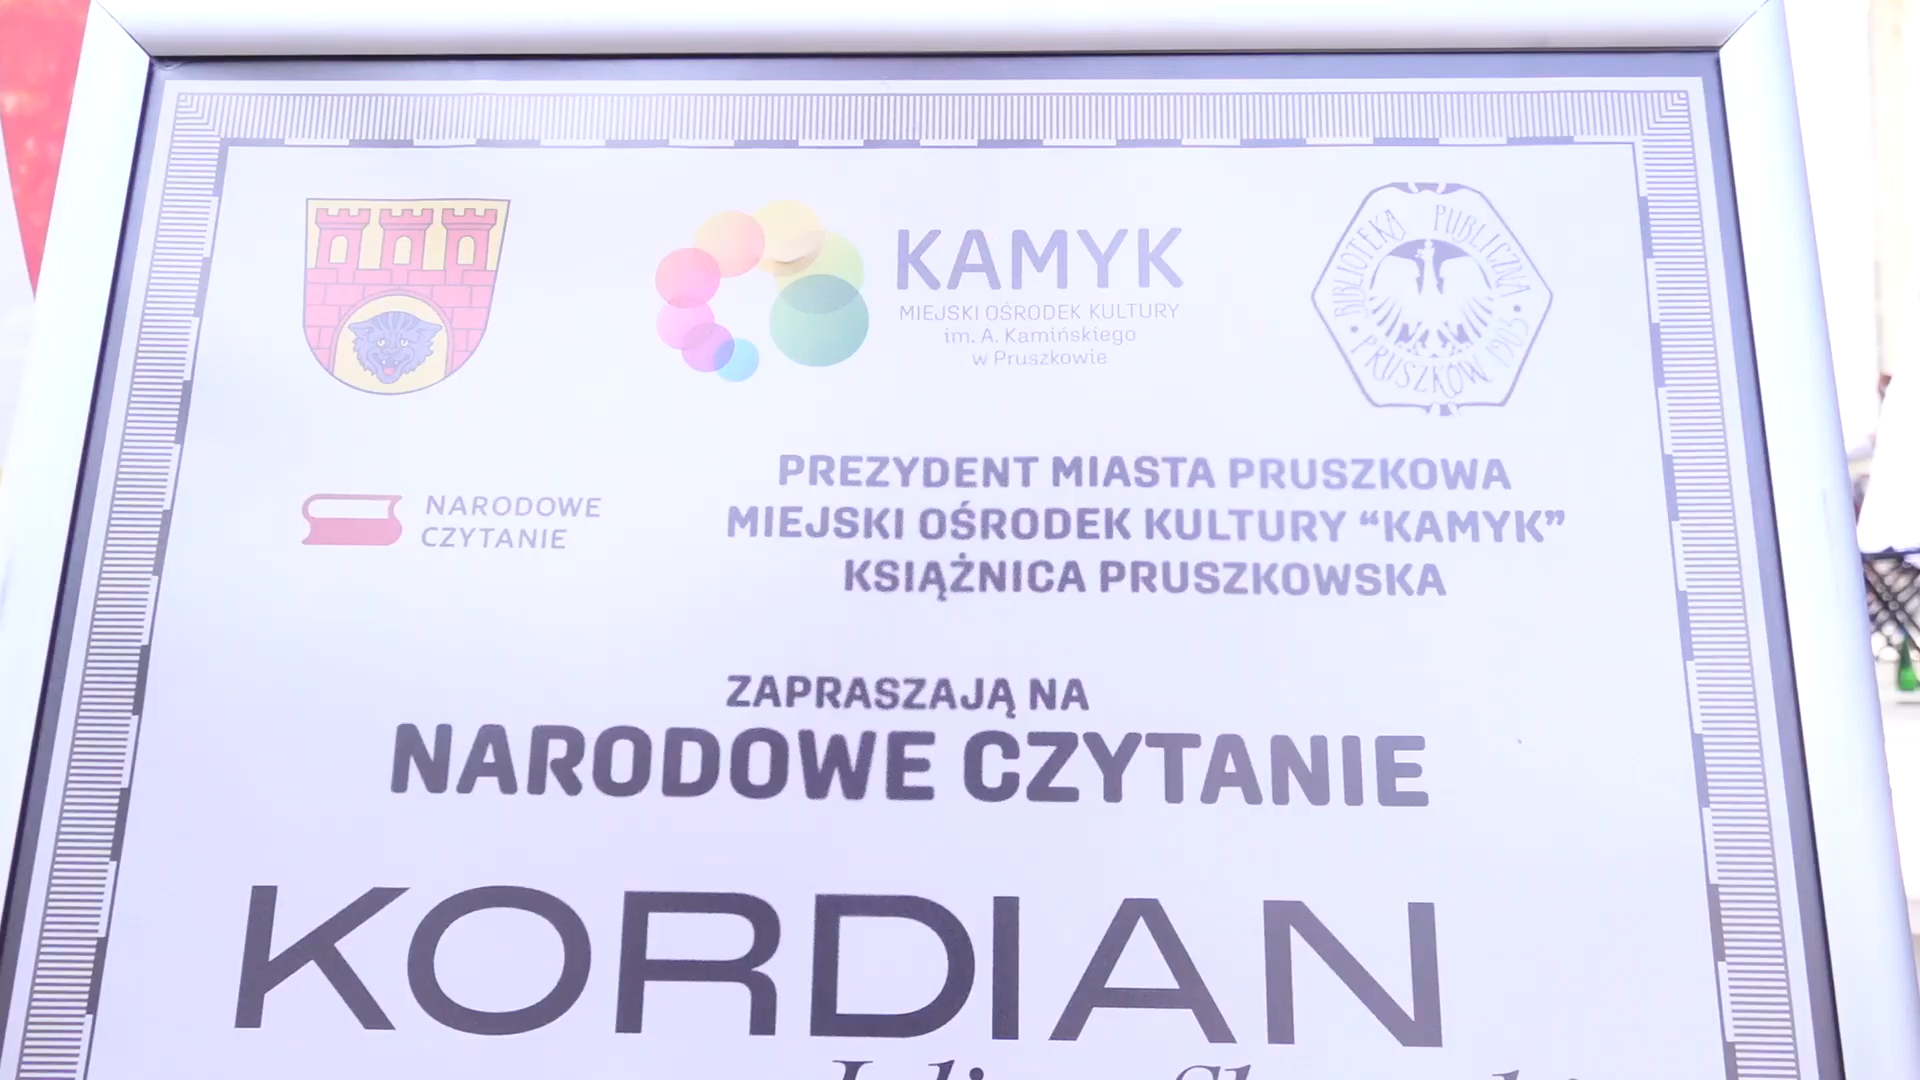 KAMYK
MIEJSKI OŚRODEK KULTURY
im. A. Kamińskiego
w Pruszkowie
BIBLIOTEKA PUBLICZNA
PRUSZKÓW 1903
NARODOWE
CZYTANIE
PREZYDENT MIASTA PRUSZKOWA
MIEJSKI OŚRODEK KULTURY “KAMYK”
KSIĄŻNICA PRUSZKOWSKA
ZAPRASZAJĄ NA
NARODOWE CZYTANIE
KORDIAN